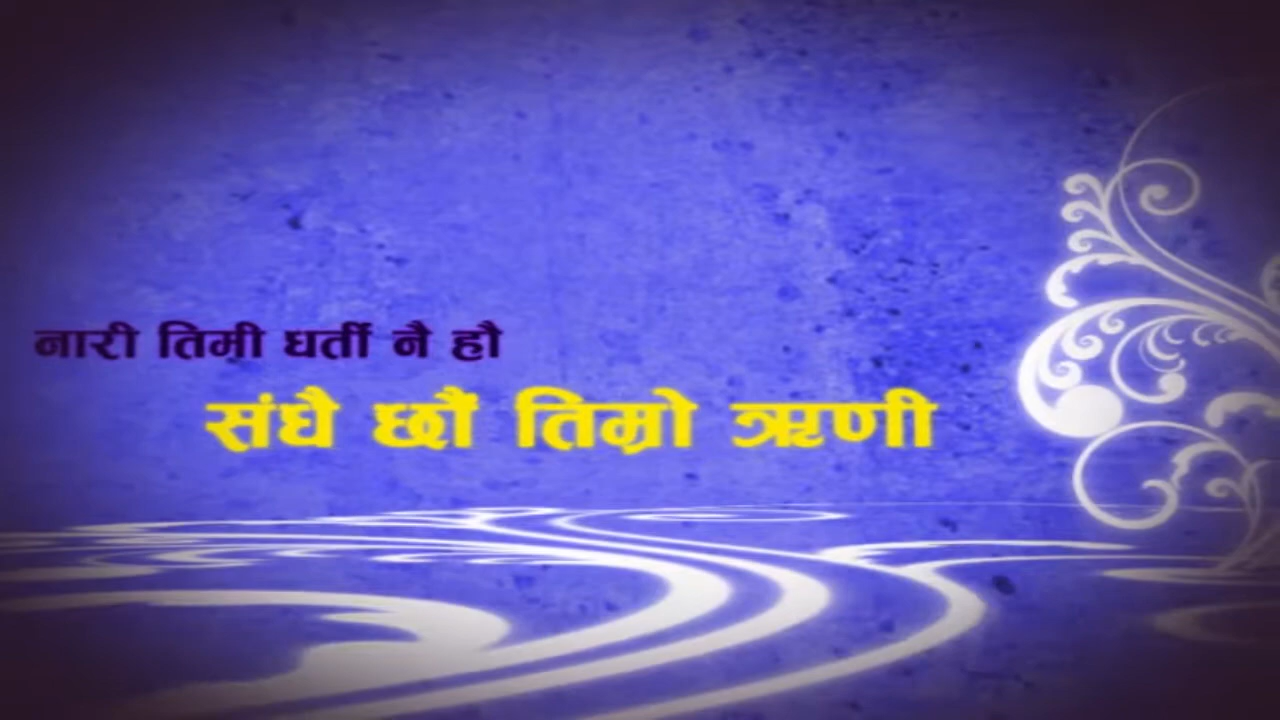 नारी तिमी धर्ती नै हौ
संधै छौं तिम्रो ऋणी